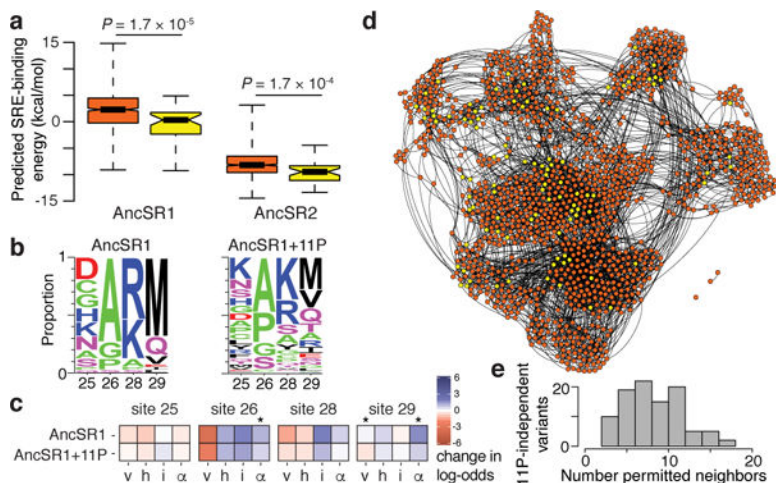 a
Predicted SRE-binding
energy (kcal/mol)
15
0
-15
P = 1.7 × 10-5
P = 1.7 × 10-4
AncSR1
AncSR2
b
AncSR1
AncSR1+11P
Proportion
1
0
25 26 28 29
25 26 28 29
c
site 25 site 26 site 28 site 29
* * *
AncSR1
AncSR1+11P
v h i α v h i α v h i α v h i α
6
3
0
-3
-6
change in
log-odds
d
e
11P-independent
variants
20
0
0 10 20
Number permitted neighbors